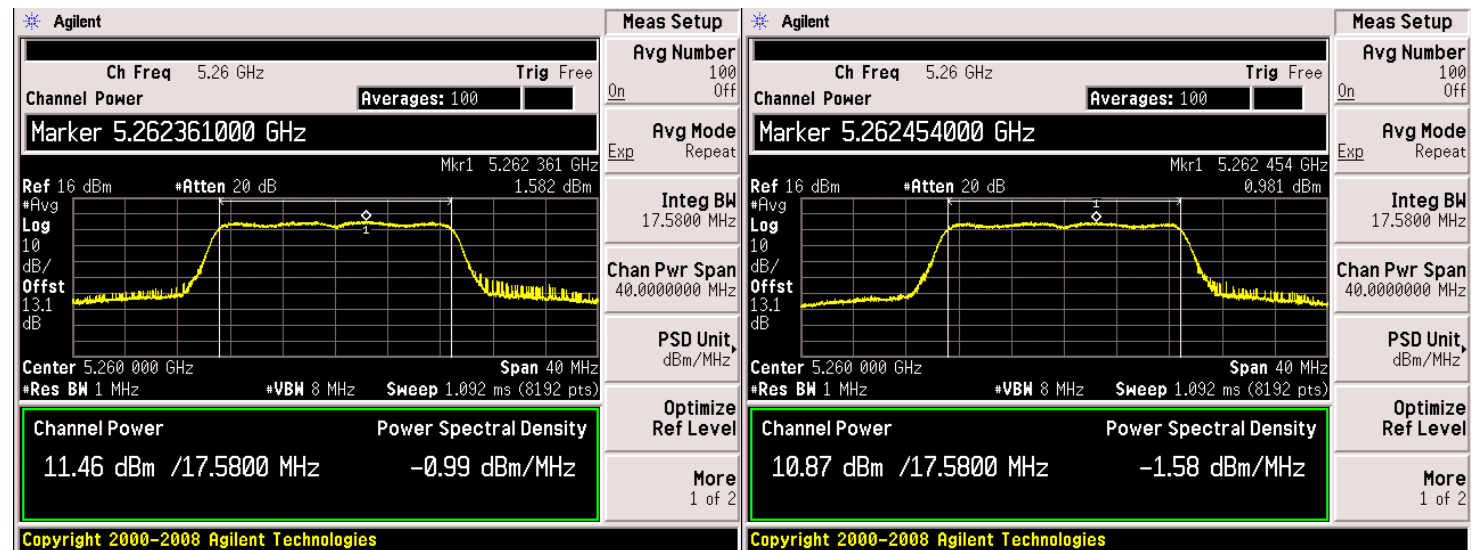 Agilent
Meas Setup
Ch Freq 5.26 GHz Trig Free
Channel Power Averages: 100
Marker 5.262361000 GHz
Mkr1 5.262 361 GHz
Ref 16 dBm #Atten 20 dB 1.582 dBm
#Avg
Log
10
dB/
Offst
13.1
dB
1
Center 5.260 000 GHz Span 40 MHz
#Res BW 1 MHz #VBW 8 MHz Sweep 1.092 ms (8192 pts)
Channel Power Power Spectral Density
11.46 dBm /17.5800 MHz -0.99 dBm/MHz
Copyright 2000-2008 Agilent Technologies
Avg Number
100
On Off
Avg Mode
Exp Repeat
Integ BW
17.5800 MHz
Chan Pwr Span
40.0000000 MHz
PSD Unit
dBm/MHz
Optimize
Ref Level
More
1 of 2
Agilent
Meas Setup
Ch Freq 5.26 GHz Trig Free
Channel Power Averages: 100
Marker 5.262454000 GHz
Mkr1 5.262 454 GHz
Ref 16 dBm #Atten 20 dB 0.981 dBm
#Avg
Log
10
dB/
Offst
13.1
dB
1
Center 5.260 000 GHz Span 40 MHz
#Res BW 1 MHz #VBW 8 MHz Sweep 1.092 ms (8192 pts)
Channel Power Power Spectral Density
10.87 dBm /17.5800 MHz -1.58 dBm/MHz
Copyright 2000-2008 Agilent Technologies
Avg Number
100
On Off
Avg Mode
Exp Repeat
Integ BW
17.5800 MHz
Chan Pwr Span
40.0000000 MHz
PSD Unit
dBm/MHz
Optimize
Ref Level
More
1 of 2